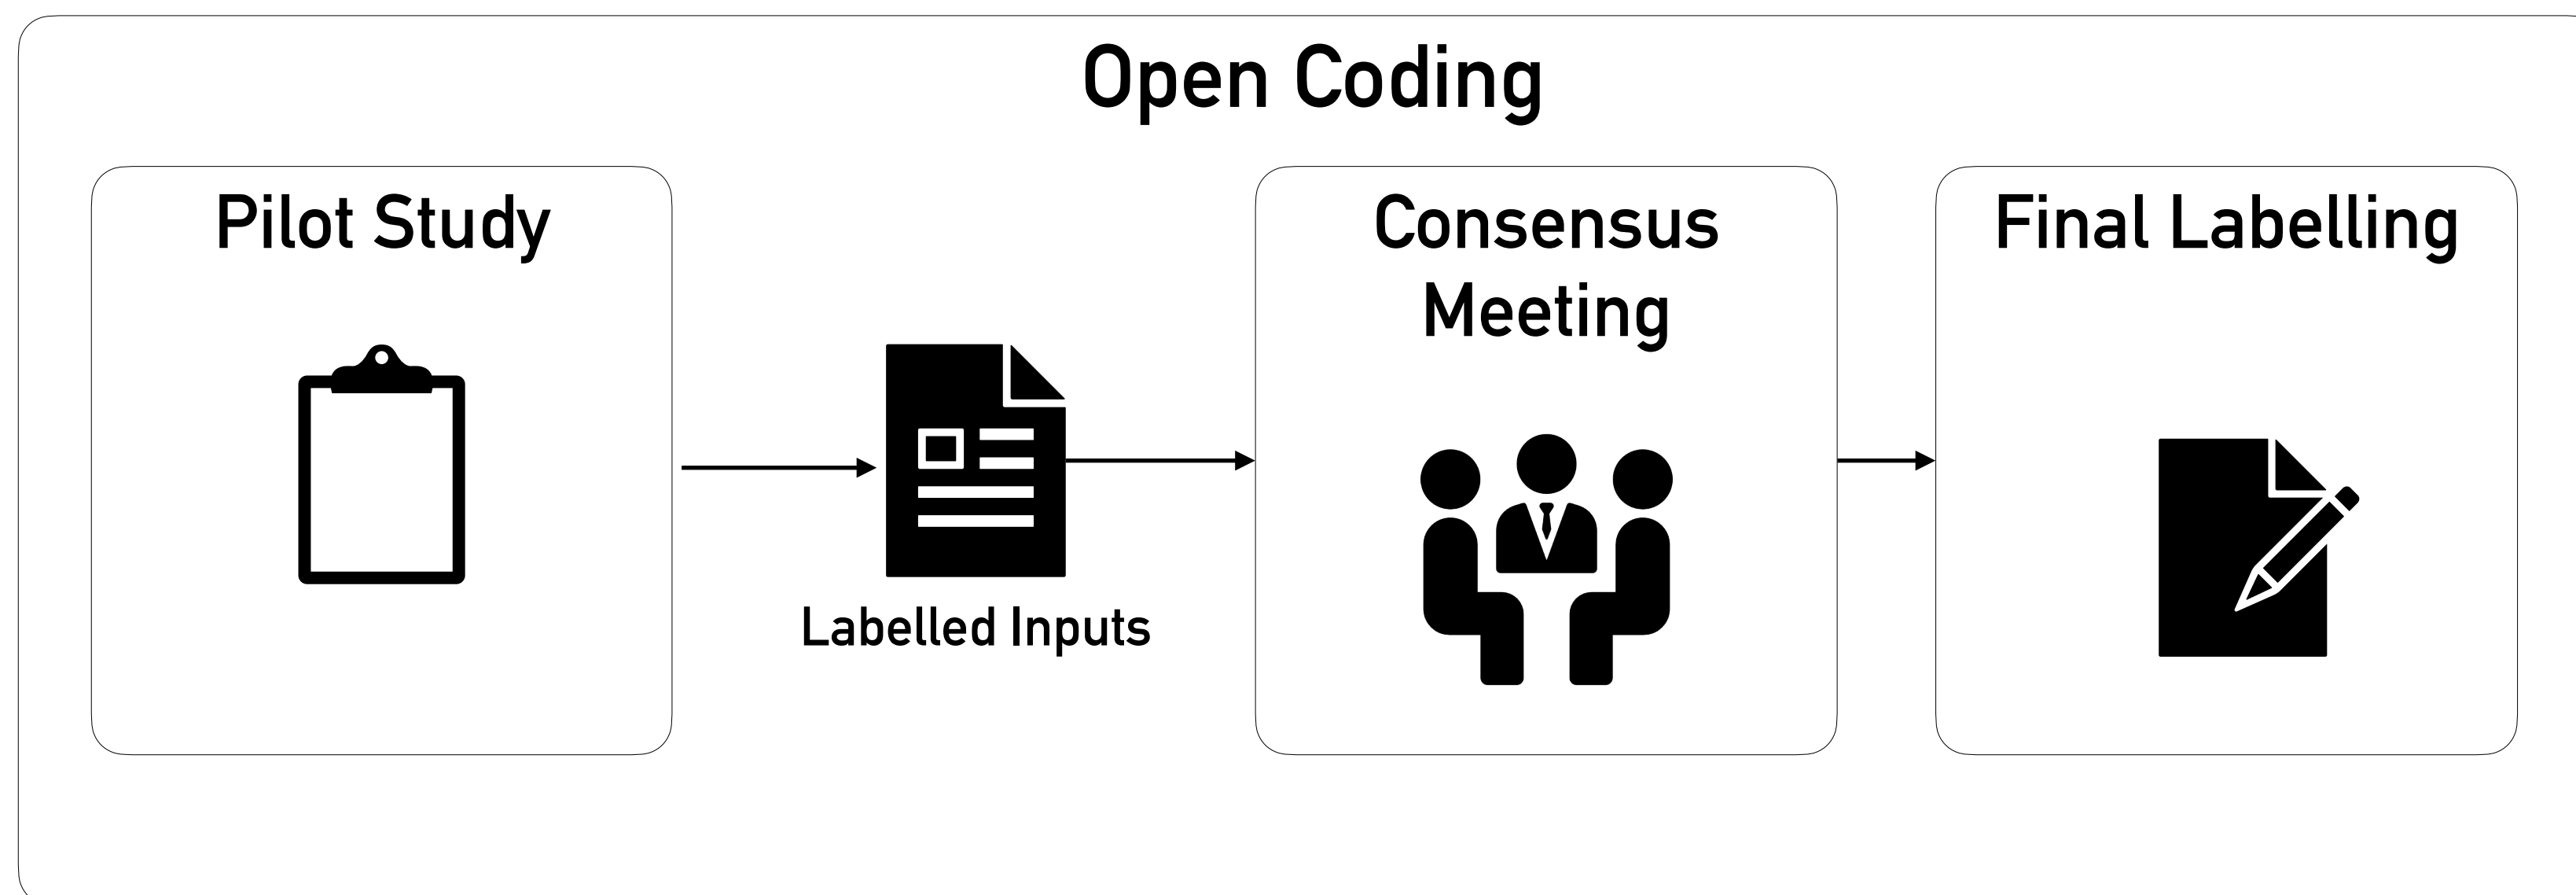 Open Coding
Pilot Study
Labelled Inputs
Consensus
Meeting
Final Labelling